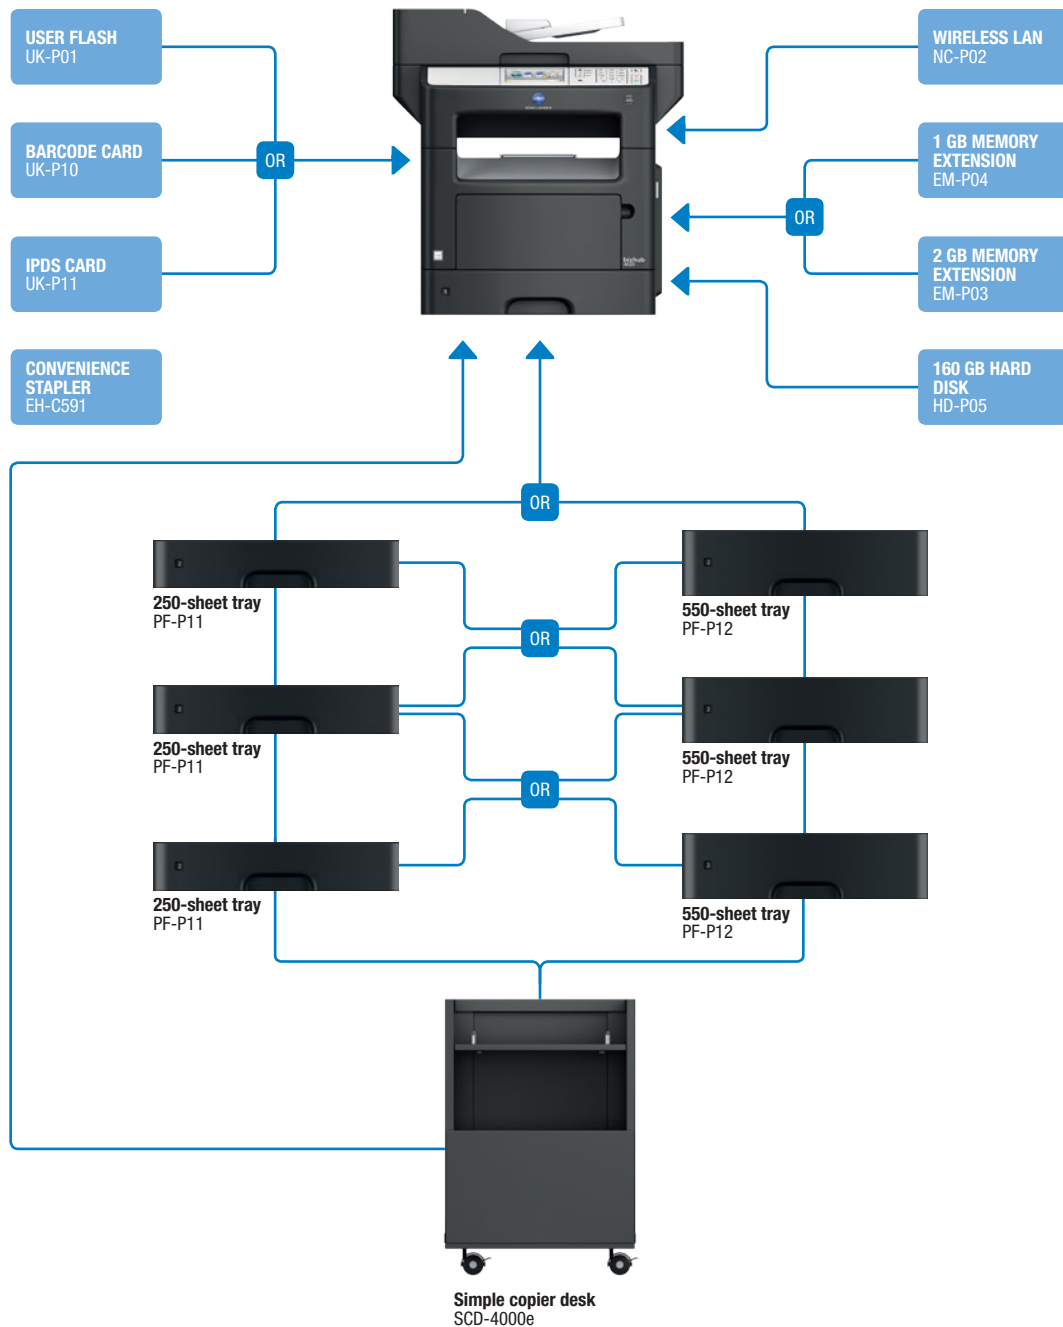 USER FLASH
UK-P01
BARCODE CARD
UK-P10
IPDS CARD
UK-P11
CONVENIENCE
STAPLER
EH-C591
OR
WIRELESS LAN
NC-P02
1 GB MEMORY
EXTENSION
EM-P04
OR
2 GB MEMORY
EXTENSION
EM-P03
160 GB HARD
DISK
HD-P05
bizhub
OR
250-sheet tray
PF-P11
550-sheet tray
PF-P12
OR
250-sheet tray
PF-P11
550-sheet tray
PF-P12
OR
250-sheet tray
PF-P11
550-sheet tray
PF-P12
Simple copier desk
SCD-4000e